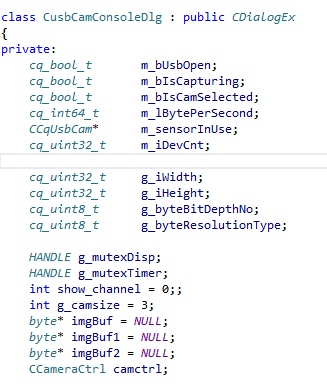 class CusbCamConsoleDlg : public CDialogEx
{
private:
cq_bool_t m_bUsbOpen;
cq_bool_t m_bIsCapturing;
cq_bool_t m_bIsCamSelected;
cq_int64_t m_lBytePerSecond;
CCqUsbCam* m_sensorInUse;
cq_uint32_t m_iDevCnt;
cq_uint32_t g_iWidth;
cq_uint32_t g_iHeight;
cq_uint8_t g_byteBitDepthNo;
cq_uint8_t g_byteResolutionType;
HANDLE g_mutexDisp;
HANDLE g_mutexTimer;
int show_channel = 0;;
int g_camsize = 3;
byte* imgBuf = NULL;
byte* imgBuf1 = NULL;
byte* imgBuf2 = NULL;
CCameraCtrl camctrl;